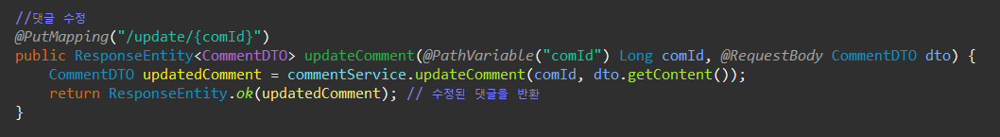 //댓글 수정
@PutMapping("/update/{comId}")
public ResponseEntity<CommentDTO> updateComment(@PathVariable("comId") Long comId, @RequestBody CommentDTO dto) {
    CommentDTO updatedComment = commentService.updateComment(comId, dto.getContent());
    return ResponseEntity.ok(updatedComment); // 수정된 댓글을 반환
}